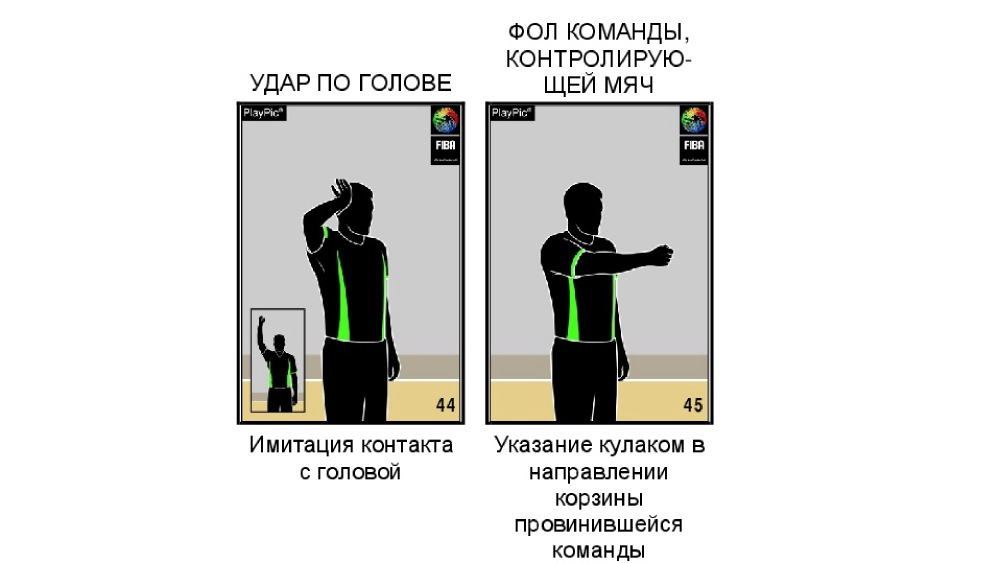 УДАР ПО ГОЛОВЕ
PlayPic®
FIBA
44
Имитация контакта
с головой
ФОЛ КОМАНДЫ,
КОНТРОЛИРУЮ-
ЩЕЙ МЯЧ
PlayPic®
FIBA
45
Указание кулаком в
направлении
корзины
провинившейся
команды